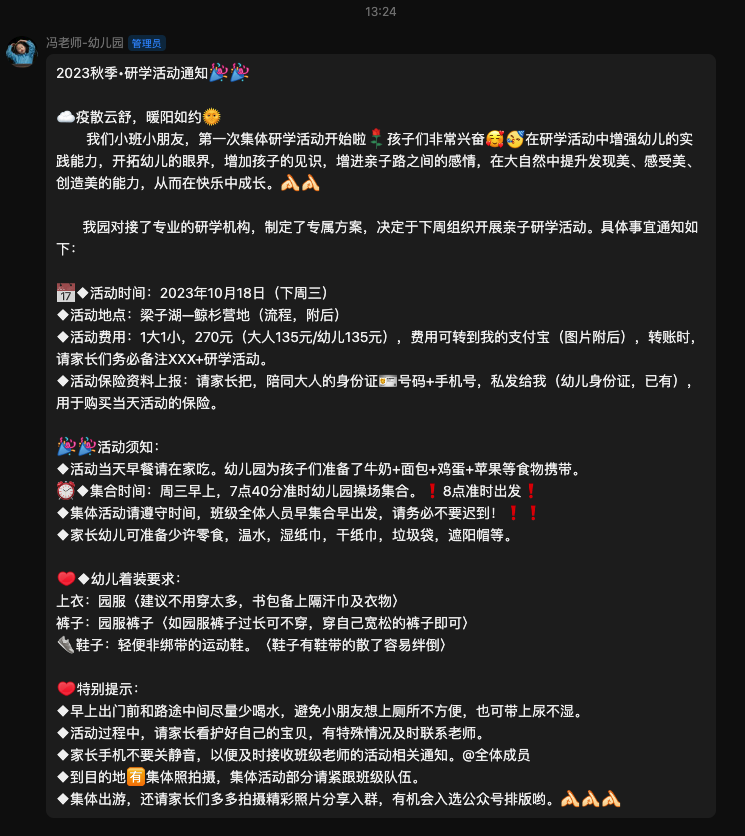 13:24
冯老师-幼儿园 管理员
2023秋季•研学活动通知🎉🎉
☁️疫散云舒，暖阳如约🌞
我们小班小朋友，第一次集体研学活动开始啦🌹孩子们非常兴奋🥰🥳在研学活动中增强幼儿的实
践能力，开拓幼儿的眼界，增加孩子的见识，增进亲子路之间的感情，在大自然中提升发现美、感受美、
创造美的能力，从而在快乐中成长。👏🏻👏🏻
我园对接了专业的研学机构，制定了专属方案，决定于下周组织开展亲子研学活动。具体事宜通知如
下：
📅◆活动时间：2023年10月18日（下周三）
◆活动地点：梁子湖—鲸杉营地（流程，附后）
◆活动费用：1大1小，270元（大人135元/幼儿135元），费用可转到我的支付宝（图片附后），转账时，
请家长们务必备注XXX+研学活动。
◆活动保险资料上报：请家长把，陪同大人的身份证🪪号码+手机号，私发给我（幼儿身份证，已有），
用于购买当天活动的保险。
🎉🎉活动须知：
◆活动当天早餐请在家吃。幼儿园为孩子们准备了牛奶+面包+鸡蛋+苹果等食物携带。
⏰◆集合时间：周三早上，7点40分准时幼儿园操场集合。❗8点准时出发❗
◆集体活动请遵守时间，班级全体人员早集合早出发，请务必不要迟到！❗❗
◆家长幼儿可准备少许零食，温水，湿纸巾，干纸巾，垃圾袋，遮阳帽等。
❤️◆幼儿着装要求：
上衣：园服〈建议不用穿太多，书包备上隔汗巾及衣物〉
裤子：园服裤子〈如园服裤子过长可不穿，穿自己宽松的裤子即可〉
👟鞋子：轻便非绑带的运动鞋。〈鞋子有鞋带的散了容易绊倒〉
❤️特别提示：
◆早上出门前和路途中间尽量少喝水，避免小朋友想上厕所不方便，也可带上尿不湿。
◆活动过程中，请家长看护好自己的宝贝，有特殊情况及时联系老师。
◆家长手机不要关静音，以便及时接收班级老师的活动相关通知。@全体成员
◆到目的地🈶集体照拍摄，集体活动部分请紧跟班级队伍。
◆集体出游，还请家长们多多拍摄精彩照片分享入群，有机会入选公众号排版哟。👏🏻👏🏻👏🏻